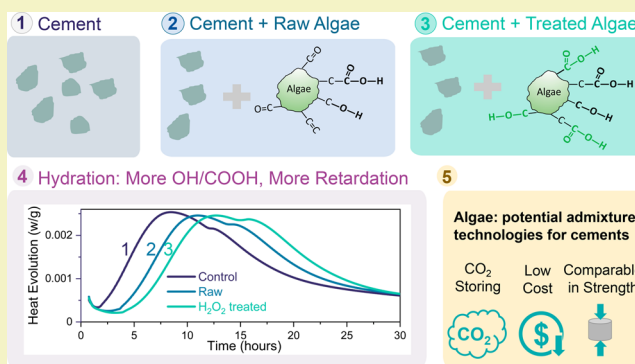 1 Cement
2 Cement + Raw Algae
3 Cement + Treated Algae
Algae
C=O
C-C-O-H
O
O=C
C-O-H
C=C
Algae
C-O-H
O
C-C-O-H
O
H-O-C
C-O-H
C-C-O-H
O
4 Hydration: More OH/COOH, More Retardation
Heat Evolution (w/g)
0.002
0.001
0
1 2 3
Control
Raw
H₂O₂ treated
0 5 10 15 20 25 30
Time (hours)
5
Algae: potential admixture
technologies for cements
CO₂ Low Comparable
Storing Cost in Strength
CO₂ $